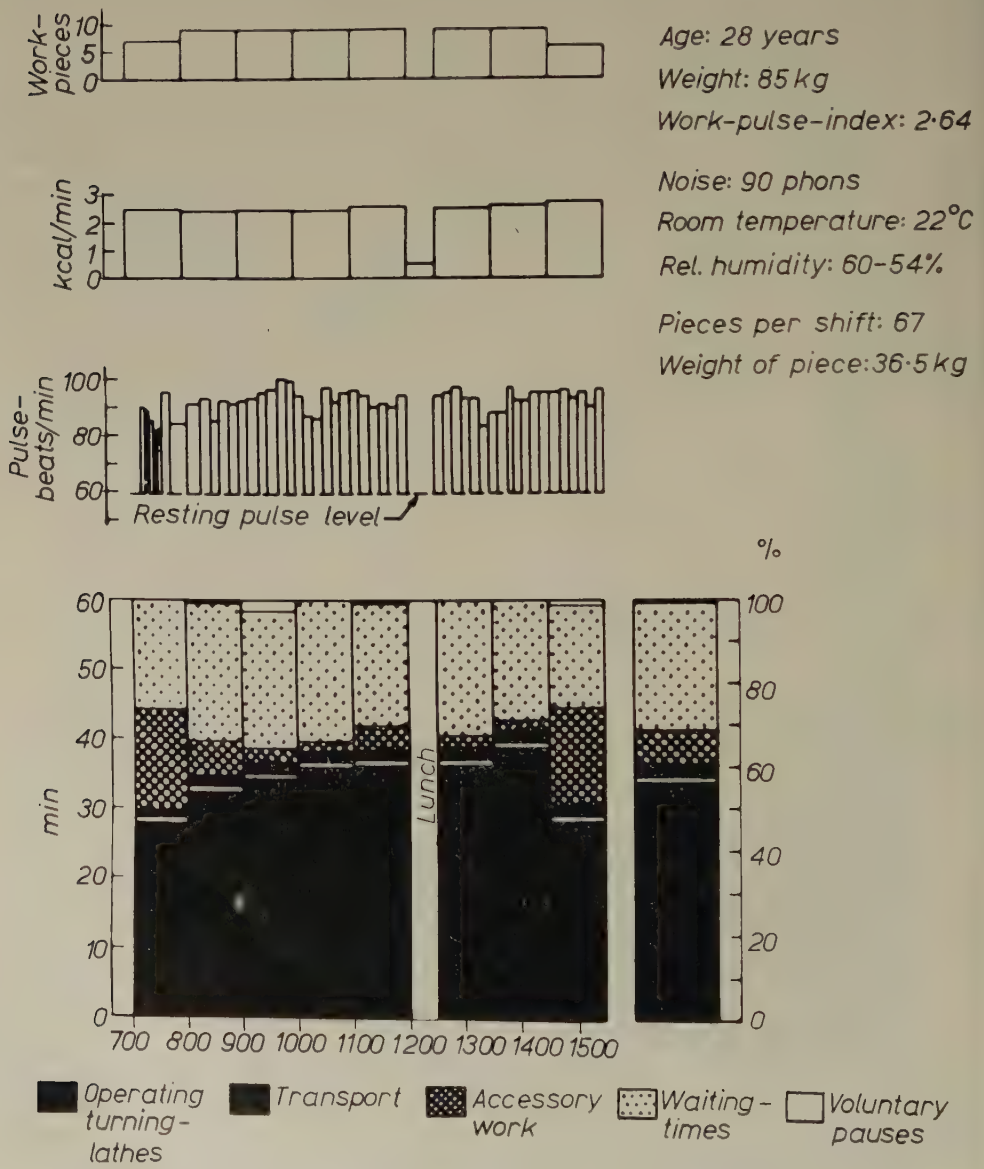 Work-
pieces
10
5
0
Age: 28 years
Weight: 85 kg
Work-pulse-index: 2·64
Noise: 90 phons
Room temperature: 22°C
Rel. humidity: 60-54%
Pieces per shift: 67
Weight of piece: 36·5 kg
kcal/min
3
2
1
0
Pulse-
beats/min
100
80
60
Resting pulse level
%
min
60
50
40
30
20
10
0
Lunch
100
80
60
40
20
0
700 800 900 1000 1100 1200 1300 1400 1500
Operating
turning-
lathes
Transport
Accessory
work
Waiting-
times
Voluntary
pauses